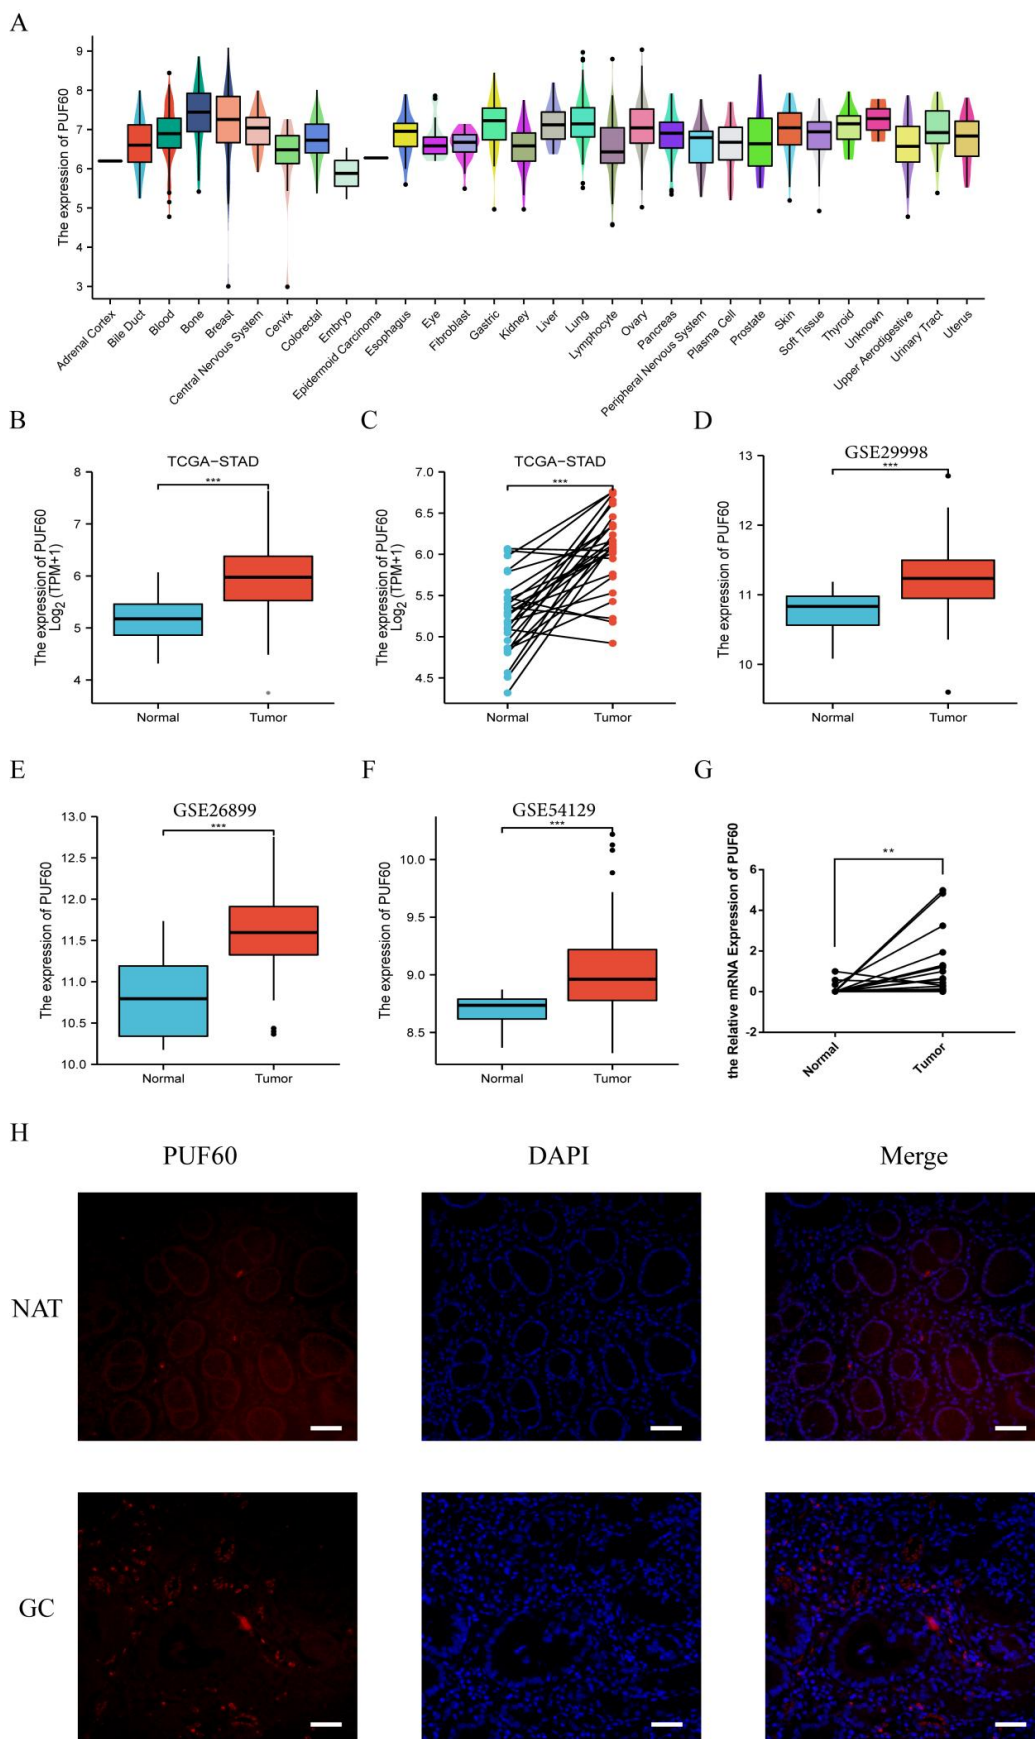 A
The expression of PUF60
9
7
6
4
3
Adrenal Cortex
Bile Duct
Blood
Bone
Breast
Central Nervous System
Cervix
Colorectal
Embryo
Epidermoid Carcinoma
Esophagus
Eye
Fibroblast
Gastric
Kidney
Liver
Lung
Lymphocyte
Ovary
Pancreas
Peripheral Nervous System
Plasma Cell
Prostate
Skin
Soft Tissue
Thyroid
Unknown
Upper Aerodigestive
Urinary Tract
Uterus
B
TCGA−STAD
***
The expression of PUF60
Log2 (TPM+1)
8
7
6
5
4
Normal
Tumor
C
TCGA−STAD
***
The expression of PUF60
Log2 (TPM+1)
7.0
6.5
6.0
5.5
5.0
4.5
Normal
Tumor
D
GSE29998
***
The expression of PUF60
13
12
11
10
Normal
Tumor
E
GSE26899
***
The expression of PUF60
13.0
12.5
12.0
11.5
11.0
10.5
10.0
Normal
Tumor
F
GSE54129
***
The expression of PUF60
10.0
9.5
9.0
8.5
Normal
Tumor
G
**
the Relative mRNA Expression of PUF60
6
4
2
0
-2
Normal
Tumor
H
PUF60
DAPI
Merge
NAT
GC